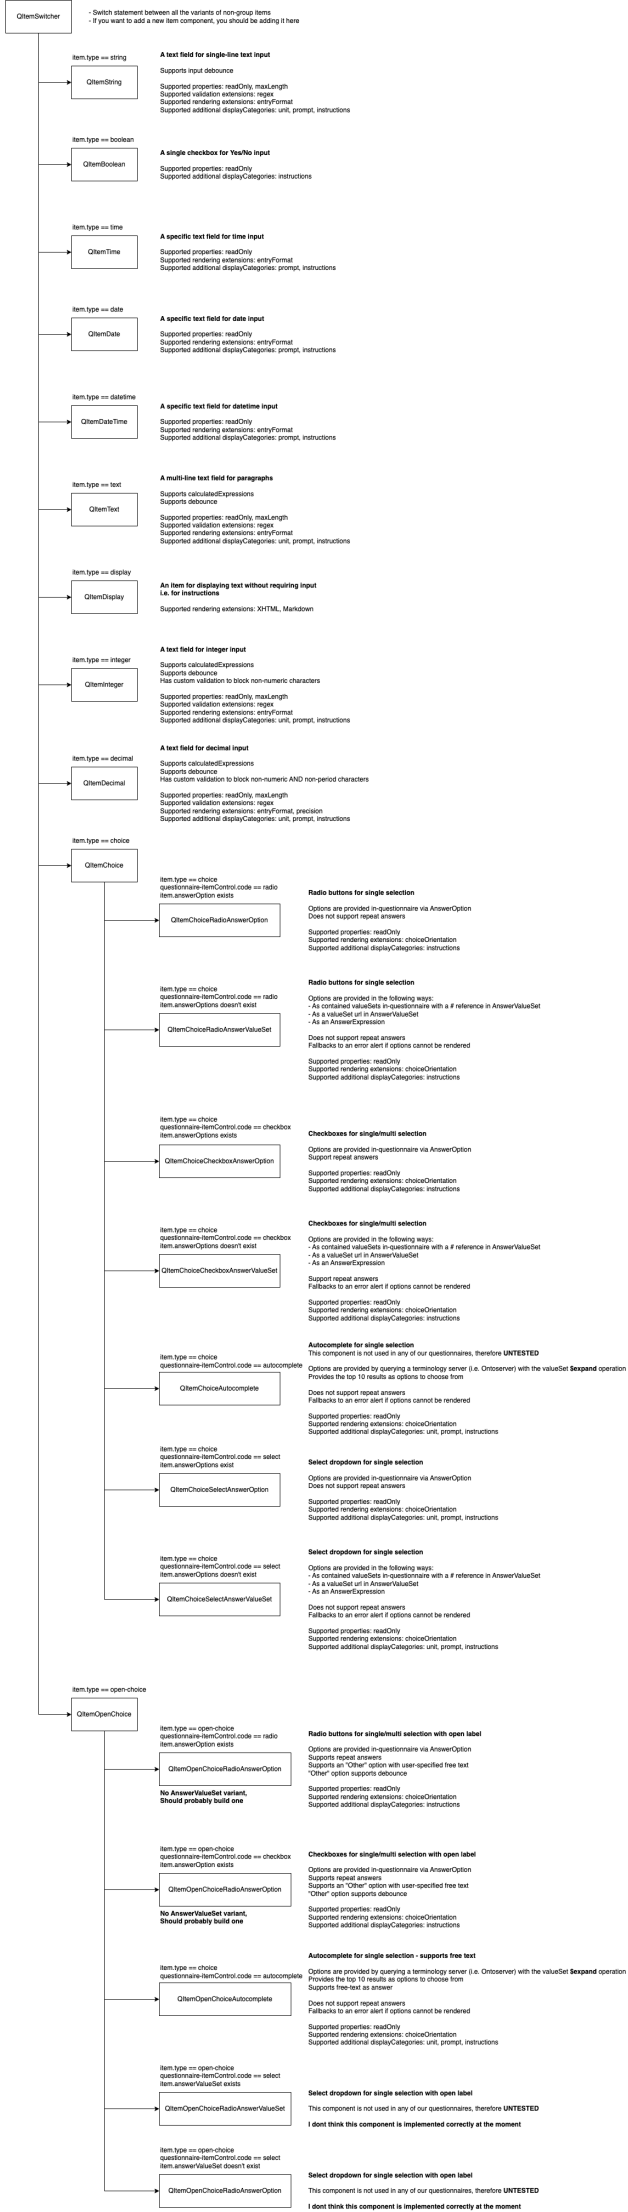 QItemSwitcher
- Switch statement between all the variants of non-group items
- If you want to add a new item component, you should be adding it here
item.type == string
QItemString
A text field for single-line text input
Supports input debounce
Supported properties: readOnly, maxLength
Supported validation extensions: regex
Supported rendering extensions: entryFormat
Supported additional displayCategories: unit, prompt, instructions
item.type == boolean
QItemBoolean
A single checkbox for Yes/No input
Supported properties: readOnly
Supported additional displayCategories: instructions
item.type == time
QItemTime
A specific text field for time input
Supported properties: readOnly
Supported rendering extensions: entryFormat
Supported additional displayCategories: prompt, instructions
item.type == date
QItemDate
A specific text field for date input
Supported properties: readOnly
Supported rendering extensions: entryFormat
Supported additional displayCategories: prompt, instructions
item.type == datetime
QItemDateTime
A specific text field for datetime input
Supported properties: readOnly
Supported rendering extensions: entryFormat
Supported additional displayCategories: prompt, instructions
item.type == text
QItemText
A multi-line text field for paragraphs
Supports calculatedExpressions
Supports debounce
Supported properties: readOnly, maxLength
Supported validation extensions: regex
Supported rendering extensions: entryFormat
Supported additional displayCategories: unit, prompt, instructions
item.type == display
QItemDisplay
An item for displaying text without requiring input
i.e. for instructions
Supported rendering extensions: XHTML, Markdown
item.type == integer
QItemInteger
A text field for integer input
Supports calculatedExpressions
Supports debounce
Has custom validation to block non-numeric characters
Supported properties: readOnly, maxLength
Supported validation extensions: regex
Supported rendering extensions: entryFormat
Supported additional displayCategories: unit, prompt, instructions
item.type == decimal
QItemDecimal
A text field for decimal input
Supports calculatedExpressions
Supports debounce
Has custom validation to block non-numeric AND non-period characters
Supported properties: readOnly, maxLength
Supported validation extensions: regex
Supported rendering extensions: entryFormat, precision
Supported additional displayCategories: unit, prompt, instructions
item.type == choice
QItemChoice
item.type == choice
questionnaire-itemControl.code == radio
item.answerOption exists
QItemChoiceRadioAnswerOption
Radio buttons for single selection
Options are provided in-questionnaire via AnswerOption
Does not support repeat answers
Supported properties: readOnly
Supported rendering extensions: choiceOrientation
Supported additional displayCategories: instructions
item.type == choice
questionnaire-itemControl.code == radio
item.answerOptions doesn't exist
QItemChoiceRadioAnswerValueSet
Radio buttons for single selection
Options are provided in the following ways:
- As contained valueSets in-questionnaire with a # reference in AnswerValueSet
- As a valueSet url in AnswerValueSet
- As an AnswerExpression
Does not support repeat answers
Fallbacks to an error alert if options cannot be rendered
Supported properties: readOnly
Supported rendering extensions: choiceOrientation
Supported additional displayCategories: instructions
item.type == choice
questionnaire-itemControl.code == checkbox
item.answerOptions exists
QItemChoiceCheckboxAnswerOption
Checkboxes for single/multi selection
Options are provided in-questionnaire via AnswerOption
Support repeat answers
Supported properties: readOnly
Supported rendering extensions: choiceOrientation
Supported additional displayCategories: instructions
item.type == choice
questionnaire-itemControl.code == checkbox
item.answerOptions doesn't exist
QItemChoiceCheckboxAnswerValueSet
Checkboxes for single/multi selection
Options are provided in the following ways:
- As contained valueSets in-questionnaire with a # reference in AnswerValueSet
- As a valueSet url in AnswerValueSet
- As an AnswerExpression
Support repeat answers
Fallbacks to an error alert if options cannot be rendered
Supported properties: readOnly
Supported rendering extensions: choiceOrientation
Supported additional displayCategories: instructions
item.type == choice
questionnaire-itemControl.code == autocomplete
QItemChoiceAutocomplete
Autocomplete for single selection
This component is not used in any of our questionnaires, therefore UNTESTED
Options are provided by querying a terminology server (i.e. Ontoserver) with the valueSet $expand operation
Provides the top 10 results as options to choose from
Does not support repeat answers
Fallbacks to an error alert if options cannot be rendered
Supported properties: readOnly
Supported rendering extensions: choiceOrientation
Supported additional displayCategories: unit, prompt, instructions
item.type == choice
questionnaire-itemControl.code == select
item.answerOptions exist
QItemChoiceSelectAnswerOption
Select dropdown for single selection
Options are provided in-questionnaire via AnswerOption
Does not support repeat answers
Supported properties: readOnly
Supported rendering extensions: choiceOrientation
Supported additional displayCategories: unit, prompt, instructions
item.type == choice
questionnaire-itemControl.code == select
item.answerOptions doesn't exist
QItemChoiceSelectAnswerValueSet
Select dropdown for single selection
Options are provided in the following ways:
- As contained valueSets in-questionnaire with a # reference in AnswerValueSet
- As a valueSet url in AnswerValueSet
- As an AnswerExpression
Does not support repeat answers
Fallbacks to an error alert if options cannot be rendered
Supported properties: readOnly
Supported rendering extensions: choiceOrientation
Supported additional displayCategories: unit, prompt, instructions
item.type == open-choice
QItemOpenChoice
item.type == open-choice
questionnaire-itemControl.code == radio
item.answerOption exists
QItemOpenChoiceRadioAnswerOption
No AnswerValueSet variant,
Should probably build one
Radio buttons for single/multi selection with open label
Options are provided in-questionnaire via AnswerOption
Supports repeat answers
Supports an "Other" option with user-specified free text
"Other" option supports debounce
Supported properties: readOnly
Supported rendering extensions: choiceOrientation
Supported additional displayCategories: instructions
item.type == open-choice
questionnaire-itemControl.code == checkbox
item.answerOption exists
QItemOpenChoiceRadioAnswerOption
No AnswerValueSet variant,
Should probably build one
Checkboxes for single/multi selection with open label
Options are provided in-questionnaire via AnswerOption
Supports repeat answers
Supports an "Other" option with user-specified free text
"Other" option supports debounce
Supported properties: readOnly
Supported rendering extensions: choiceOrientation
Supported additional displayCategories: instructions
item.type == choice
questionnaire-itemControl.code == autocomplete
QItemOpenChoiceAutocomplete
Autocomplete for single selection - supports free text
Options are provided by querying a terminology server (i.e. Ontoserver) with the valueSet $expand operation
Provides the top 10 results as options to choose from
Supports free-text as answer
Does not support repeat answers
Fallbacks to an error alert if options cannot be rendered
Supported properties: readOnly
Supported rendering extensions: choiceOrientation
Supported additional displayCategories: unit, prompt, instructions
item.type == open-choice
questionnaire-itemControl.code == select
item.answerValueSet exists
QItemOpenChoiceRadioAnswerValueSet
Select dropdown for single selection with open label
This component is not used in any of our questionnaires, therefore UNTESTED
I dont think this component is implemented correctly at the moment
item.type == open-choice
questionnaire-itemControl.code == select
item.answerValueSet doesn't exist
QItemOpenChoiceRadioAnswerOption
Select dropdown for single selection with open label
This component is not used in any of our questionnaires, therefore UNTESTED
I dont think this component is implemented correctly at the moment